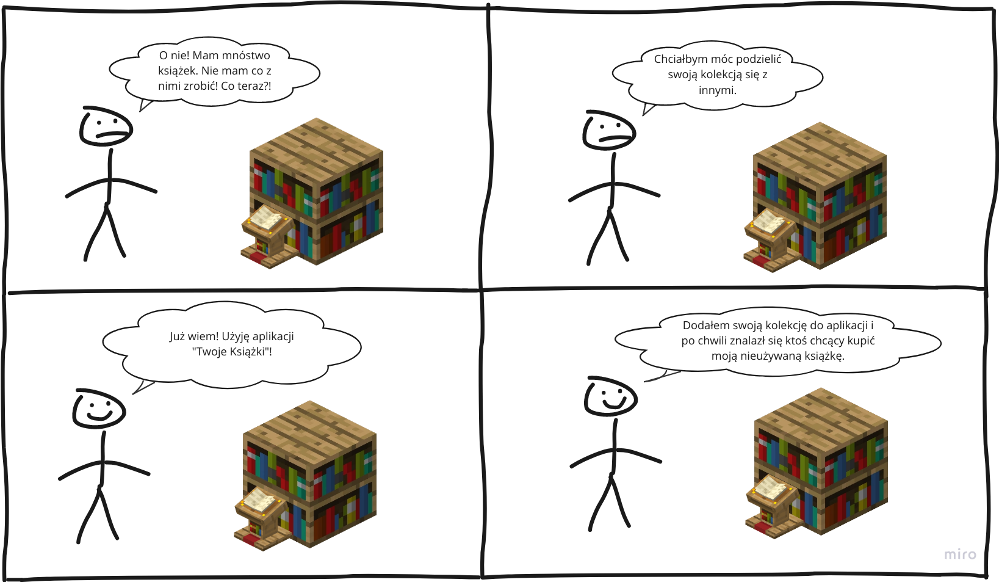 O nie! Mam mnóstwo
książek. Nie mam co z
nimi zrobić! Co teraz?!
Chciałbym móc podzielić
swoją kolekcją się z
innymi.
Już wiem! Użyję aplikacji
"Twoje Książki"!
Dodałem swoją kolekcję do aplikacji i
po chwili znalazł się ktoś chcący kupić
moją nieużywaną książkę.
miro